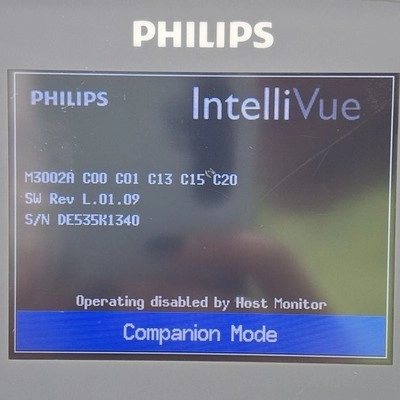 PHILIPS
PHILIPS IntelliVue
M3002A C00 C01 C13 C15 C20
SW Rev L.01.09
S/N DE535K1340
Operating disabled by Host Monitor
Companion Mode